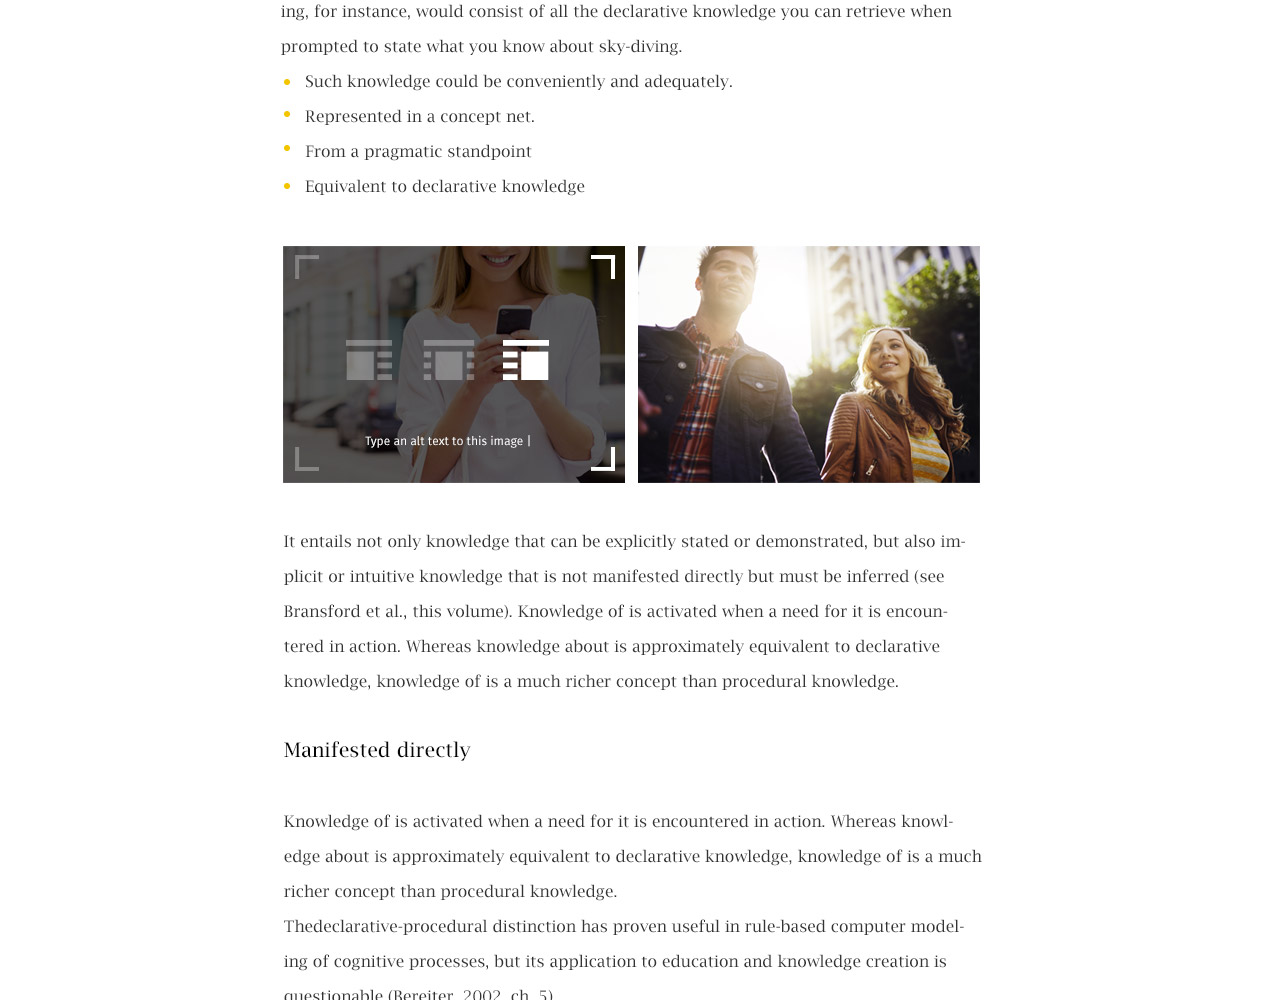 ing, for instance, would consist of all the declarative knowledge you can retrieve when
prompted to state what you know about sky-diving.
Such knowledge could be conveniently and adequately.
Represented in a concept net.
From a pragmatic standpoint
Equivalent to declarative knowledge
Type an alt text to this image |
It entails not only knowledge that can be explicitly stated or demonstrated, but also im-
plicit or intuitive knowledge that is not manifested directly but must be inferred (see
Bransford et al., this volume). Knowledge of is activated when a need for it is encoun-
tered in action. Whereas knowledge about is approximately equivalent to declarative
knowledge, knowledge of is a much richer concept than procedural knowledge.
Manifested directly
Knowledge of is activated when a need for it is encountered in action. Whereas knowl-
edge about is approximately equivalent to declarative knowledge, knowledge of is a much
richer concept than procedural knowledge.
Thedeclarative-procedural distinction has proven useful in rule-based computer model-
ing of cognitive processes, but its application to education and knowledge creation is
questionable (Bereiter, 2002, ch. 5).